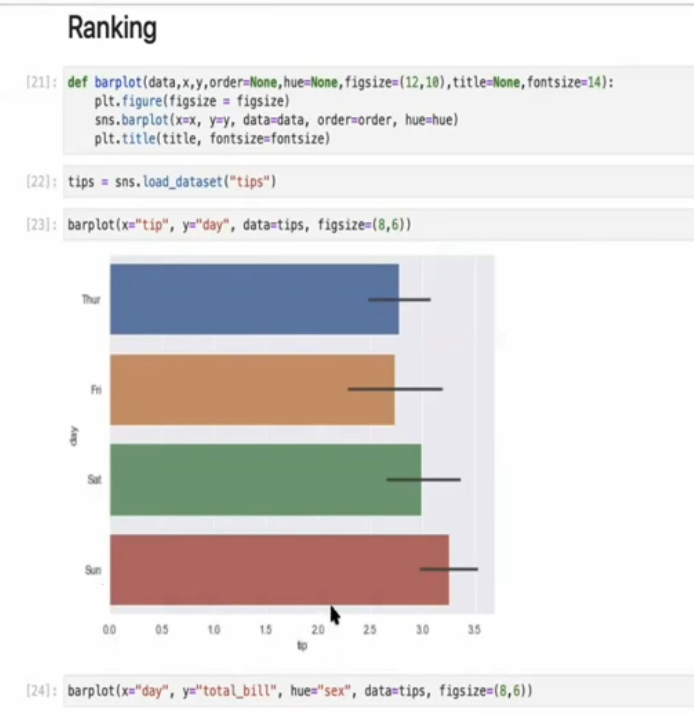 Ranking
[21]: def barplot(data,x,y,order=None,hue=None,figsize=(12,10),title=None,fontsize=14):
plt.figure(figsize = figsize)
sns.barplot(x=x, y=y, data=data, order=order, hue=hue)
plt.title(title, fontsize=fontsize)
[22]: tips = sns.load_dataset("tips")
[23]: barplot(x="tip", y="day", data=tips, figsize=(8,6))
Thur
Fri
day
Sat
Sun
0.0 0.5 1.0 1.5 2.0 2.5 3.0 3.5
tip
[24]: barplot(x="day", y="total_bill", hue="sex", data=tips, figsize=(8,6))